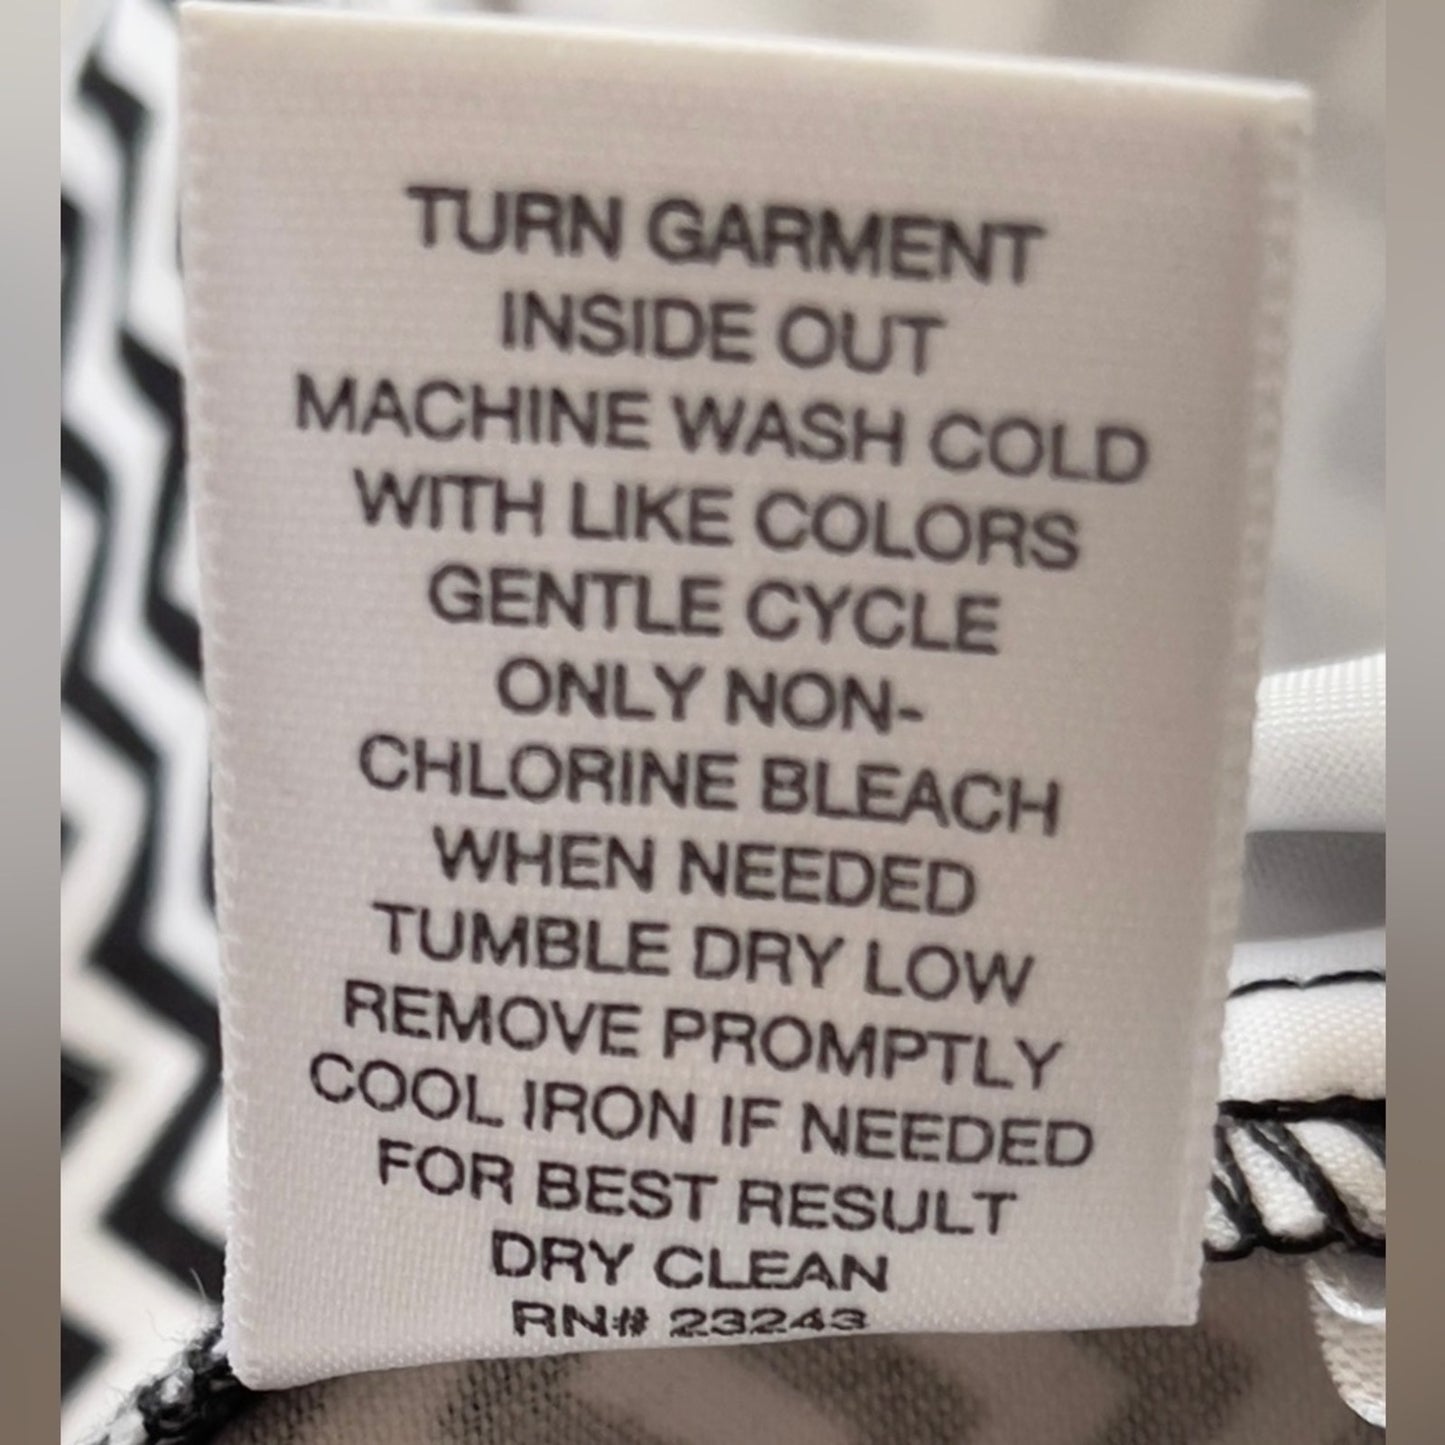 TURN GARMENT
INSIDE OUT
MACHINE WASH COLD
WITH LIKE COLORS
GENTLE CYCLE
ONLY NON-
CHLORINE BLEACH
WHEN NEEDED
TUMBLE DRY LOW
REMOVE PROMPTLY
COOL IRON IF NEEDED
FOR BEST RESULT
DRY CLEAN
RN# 23243